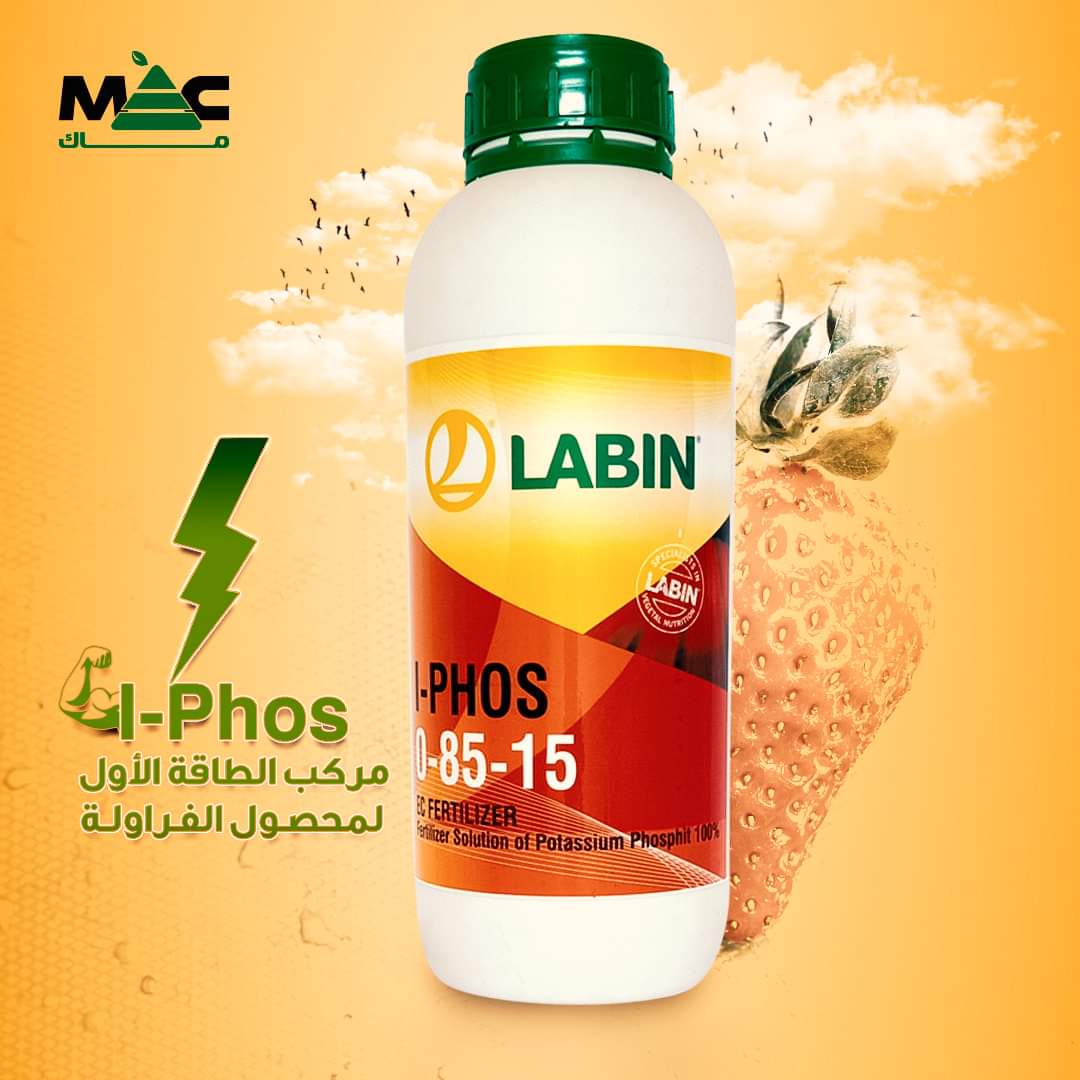 MAC
ماك
LABIN
SPECIALISTS IN
LABIN
VEGETAL NUTRITION
I-PHOS
0-85-15
EC FERTILIZER
Fertilizer Solution of Potassium Phosphit 100%
I-Phos
مركب الطاقة الأول
لمحصول الفراولة